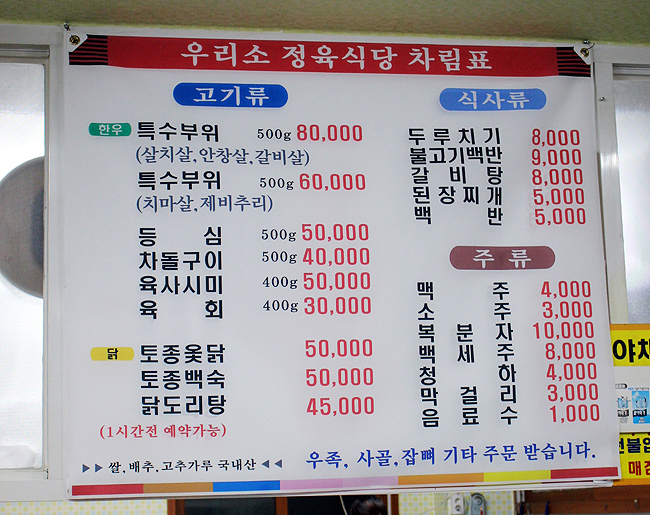 우리소 정육식당 차림표
고기류
한우 특수부위 500g 80,000
(살치살,안창살,갈비살)
특수부위 500g 60,000
(치마살,제비추리)
등 심 500g 50,000
차돌구이 500g 40,000
육사시미 400g 50,000
육 회 400g 30,000
닭 토종옻닭 50,000
토종백숙 50,000
닭도리탕 45,000
(1시간전 예약가능)
▶▶ 쌀,배추,고추가루 국내산 ◀◀
식사류
두루치기 8,000
불고기백반 9,000
갈비탕 8,000
된장찌개 5,000
백반 5,000
주류
맥주 4,000
소주 3,000
복분자 10,000
백세주 8,000
청하 4,000
막걸리 3,000
음료수 1,000
우족, 사골,잡뼈 기타 주문 받습니다.
야채